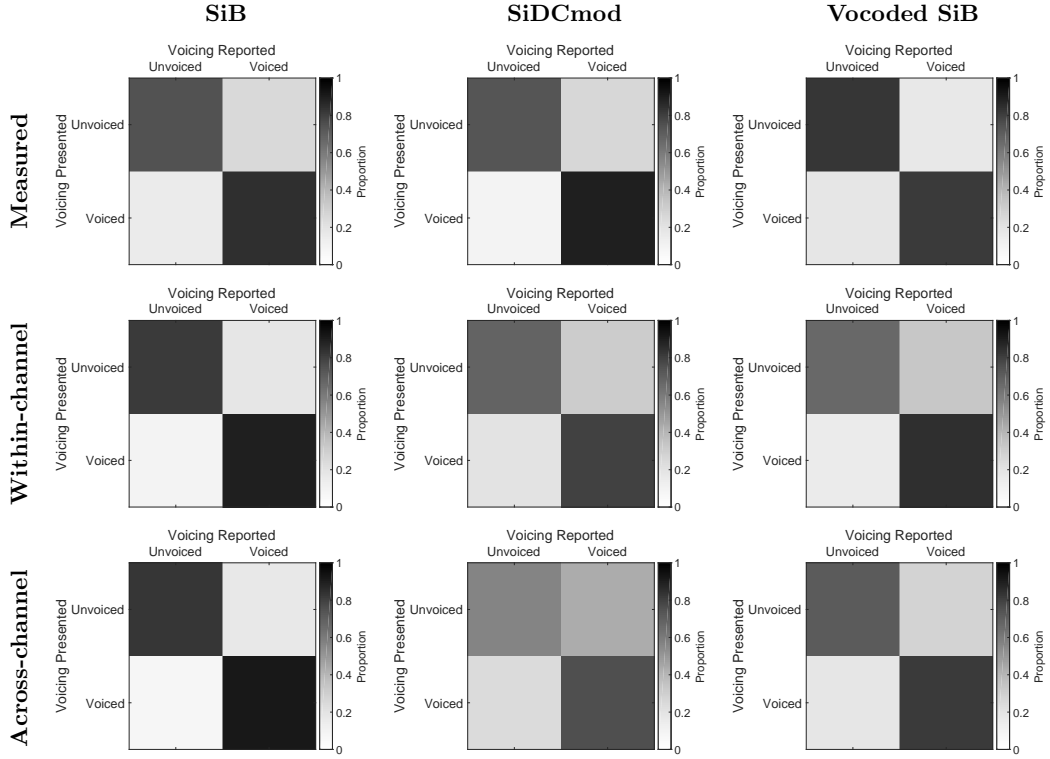 SiB SiDCmod Vocoded SiB
Measured
Voicing Reported
Unvoiced Voiced
Voicing Presented
Unvoiced
Voiced
1
0.8
0.6
0.4
0.2
0
Proportion
Voicing Reported
Unvoiced Voiced
Voicing Presented
Unvoiced
Voiced
1
0.8
0.6
0.4
0.2
0
Proportion
Voicing Reported
Unvoiced Voiced
Voicing Presented
Unvoiced
Voiced
1
0.8
0.6
0.4
0.2
0
Proportion
Within-channel
Voicing Reported
Unvoiced Voiced
Voicing Presented
Unvoiced
Voiced
1
0.8
0.6
0.4
0.2
0
Proportion
Voicing Reported
Unvoiced Voiced
Voicing Presented
Unvoiced
Voiced
1
0.8
0.6
0.4
0.2
0
Proportion
Voicing Reported
Unvoiced Voiced
Voicing Presented
Unvoiced
Voiced
1
0.8
0.6
0.4
0.2
0
Proportion
Across-channel
Voicing Reported
Unvoiced Voiced
Voicing Presented
Unvoiced
Voiced
1
0.8
0.6
0.4
0.2
0
Proportion
Voicing Reported
Unvoiced Voiced
Voicing Presented
Unvoiced
Voiced
1
0.8
0.6
0.4
0.2
0
Proportion
Voicing Reported
Unvoiced Voiced
Voicing Presented
Unvoiced
Voiced
1
0.8
0.6
0.4
0.2
0
Proportion